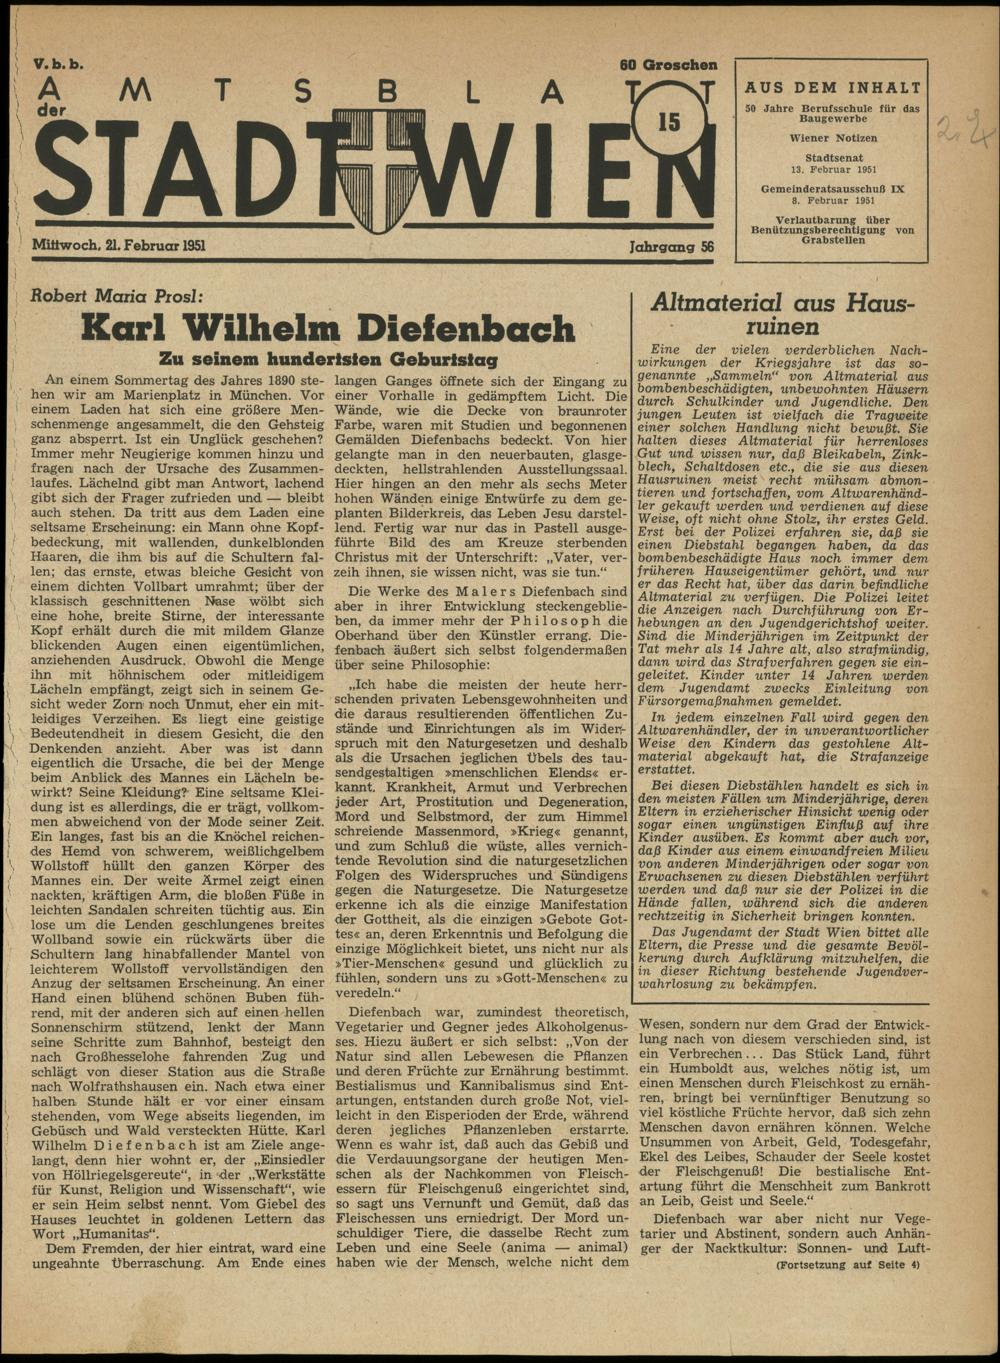 V. b. b.
60 Groschen
AMTSBLATT
der
STADT WIEN
15
Mittwoch, 21. Februar 1951
Jahrgang 56
AUS DEM INHALT
50 Jahre Berufsschule für das
Baugewerbe
Wiener Notizen
Stadtsenat
13. Februar 1951
Gemeinderatsausschuß IX
8. Februar 1951
Verlautbarung über
Benützungsberechtigung von
Grabstellen
Robert Maria Prosl:
Karl Wilhelm Diefenbach
Zu seinem hundertsten Geburtstag
An einem Sommertag des Jahres 1890 ste-
hen wir am Marienplatz in München. Vor
einem Laden hat sich eine größere Men-
schenmenge angesammelt, die den Gehsteig
ganz absperrt. Ist ein Unglück geschehen?
Immer mehr Neugierige kommen hinzu und
fragen nach der Ursache des Zusammen-
laufes. Lächelnd gibt man Antwort, lachend
gibt sich der Frager zufrieden und — bleibt
auch stehen. Da tritt aus dem Laden eine
seltsame Erscheinung: ein Mann ohne Kopf-
bedeckung, mit wallenden, dunkelblonden
Haaren, die ihm bis auf die Schultern fal-
len; das ernste, etwas bleiche Gesicht von
einem dichten Vollbart umrahmt; über der
klassisch geschnittenen Nase wölbt sich
eine hohe, breite Stirne, der interessante
Kopf erhält durch die mit mildem Glanze
blickenden Augen einen eigentümlichen,
anziehenden Ausdruck. Obwohl die Menge
ihn mit höhnischem oder mitleidigem
Lächeln empfängt, zeigt sich in seinem Ge-
sicht weder Zorn noch Unmut, eher ein mit-
leidiges Verzeihen. Es liegt eine geistige
Bedeutendheit in diesem Gesicht, die den
Denkenden anzieht. Aber was ist dann
eigentlich die Ursache, die bei der Menge
beim Anblick des Mannes ein Lächeln be-
wirkt? Seine Kleidung? Eine seltsame Klei-
dung ist es allerdings, die er trägt, vollkom-
men abweichend von der Mode seiner Zeit.
Ein langes, fast bis an die Knöchel reichen-
des Hemd von schwerem, weißlichgelbem
Wollstoff hüllt den ganzen Körper des
Mannes ein. Der weite Ärmel zeigt einen
nackten, kräftigen Arm, die bloßen Füße in
leichten Sandalen schreiten tüchtig aus. Ein
lose um die Lenden geschlungenes breites
Wollband sowie ein rückwärts über die
Schultern lang hinabfallender Mantel von
leichterem Wollstoff vervollständigen den
Anzug der seltsamen Erscheinung. An einer
Hand einen blühend schönen Buben füh-
rend, mit der anderen sich auf einen hellen
Sonnenschirm stützend, lenkt der Mann
seine Schritte zum Bahnhof, besteigt den
nach Großhesselohe fahrenden Zug und
schlägt von dieser Station aus die Straße
nach Wolfrathshausen ein. Nach etwa einer
halben Stunde hält er vor einer einsam
stehenden, vom Wege abseits liegenden, im
Gebüsch und Wald versteckten Hütte. Karl
Wilhelm Diefenbach ist am Ziele ange-
langt, denn hier wohnt er, der „Einsiedler
von Höllriegelsgereute“, in der „Werkstätte
für Kunst, Religion und Wissenschaft“, wie
er sein Heim selbst nennt. Vom Giebel des
Hauses leuchtet in goldenen Lettern das
Wort „Humanitas“.
Dem Fremden, der hier eintrat, ward eine
ungeahnte Überraschung. Am Ende eines
langen Ganges öffnete sich der Eingang zu
einer Vorhalle in gedämpftem Licht. Die
Wände, wie die Decke von braunroter
Farbe, waren mit Studien und begonnenen
Gemälden Diefenbachs bedeckt. Von hier
gelangte man in den neuerbauten, glasge-
deckten, hellstrahlenden Ausstellungssaal.
Hier hingen an den mehr als sechs Meter
hohen Wänden einige Entwürfe zu dem ge-
planten Bilderkreis, das Leben Jesu darstel-
lend. Fertig war nur das in Pastell ausge-
führte Bild des am Kreuze sterbenden
Christus mit der Unterschrift: „Vater, ver-
zeih ihnen, sie wissen nicht, was sie tun.“
Die Werke des Malers Diefenbach sind
aber in ihrer Entwicklung steckengeblie-
ben, da immer mehr der Philosoph die
Oberhand über den Künstler errang. Die-
fenbach äußert sich selbst folgendermaßen
über seine Philosophie:
„Ich habe die meisten der heute herr-
schenden privaten Lebensgewohnheiten und
die daraus resultierenden öffentlichen Zu-
stände und Einrichtungen als im Wider-
spruch mit den Naturgesetzen und deshalb
als die Ursachen jeglichen Übels des tau-
sendgestaltigen »menschlichen Elends« er-
kannt. Krankheit, Armut und Verbrechen
jeder Art, Prostitution und Degeneration,
Mord und Selbstmord, der zum Himmel
schreiende Massenmord, »Krieg« genannt,
und zum Schluß die wüste, alles vernich-
tende Revolution sind die naturgesetzlichen
Folgen des Widerspruches und Sündigens
gegen die Naturgesetze. Die Naturgesetze
erkenne ich als die einzige Manifestation
der Gottheit, als die einzigen »Gebote Got-
tes« an, deren Erkenntnis und Befolgung die
einzige Möglichkeit bietet, uns nicht nur als
»Tier-Menschen« gesund und glücklich zu
fühlen, sondern uns zu »Gott-Menschen« zu
veredeln.“
Diefenbach war, zumindest theoretisch,
Vegetarier und Gegner jedes Alkoholgenus-
ses. Hiezu äußert er sich selbst: „Von der
Natur sind allen Lebewesen die Pflanzen
und deren Früchte zur Ernährung bestimmt.
Bestialismus und Kannibalismus sind Ent-
artungen, entstanden durch große Not, viel-
leicht in den Eisperioden der Erde, während
deren jegliches Pflanzenleben erstarrte.
Wenn es wahr ist, daß auch das Gebiß und
die Verdauungsorgane der heutigen Men-
schen als der Nachkommen von Fleisch-
essern für Fleischgenuß eingerichtet sind,
so sagt uns Vernunft und Gemüt, daß das
Fleischessen uns erniedrigt. Der Mord un-
schuldiger Tiere, die dasselbe Recht zum
Leben und eine Seele (anima — animal)
haben wie der Mensch, welche nicht dem
Altmaterial aus Haus-
ruinen
Eine der vielen verderblichen Nach-
wirkungen der Kriegsjahre ist das so-
genannte „Sammeln“ von Altmaterial aus
bombenbeschädigten, unbewohnten Häusern
durch Schulkinder und Jugendliche. Den
jungen Leuten ist vielfach die Tragweite
einer solchen Handlung nicht bewußt. Sie
halten dieses Altmaterial für herrenloses
Gut und wissen nur, daß Bleikabeln, Zink-
blech, Schaltdosen etc., die sie aus diesen
Hausruinen meist recht mühsam abmon-
tieren und fortschaffen, vom Altwarenhänd-
ler gekauft werden und verdienen auf diese
Weise, oft nicht ohne Stolz, ihr erstes Geld.
Erst bei der Polizei erfahren sie, daß sie
einen Diebstahl begangen haben, da das
bombenbeschädigte Haus noch immer dem
früheren Hauseigentümer gehört, und nur
er das Recht hat, über das darin befindliche
Altmaterial zu verfügen. Die Polizei leitet
die Anzeigen nach Durchführung von Er-
hebungen an den Jugendgerichtshof weiter.
Sind die Minderjährigen im Zeitpunkt der
Tat mehr als 14 Jahre alt, also strafmündig,
dann wird das Strafverfahren gegen sie ein-
geleitet. Kinder unter 14 Jahren werden
dem Jugendamt zwecks Einleitung von
Fürsorgemaßnahmen gemeldet.
In jedem einzelnen Fall wird gegen den
Altwarenhändler, der in unverantwortlicher
Weise den Kindern das gestohlene Alt-
material abgekauft hat, die Strafanzeige
erstattet.
Bei diesen Diebstählen handelt es sich in
den meisten Fällen um Minderjährige, deren
Eltern in erzieherischer Hinsicht wenig oder
sogar einen ungünstigen Einfluß auf ihre
Kinder ausüben. Es kommt aber auch vor,
daß Kinder aus einem einwandfreien Milieu
von anderen Minderjährigen oder sogar von
Erwachsenen zu diesen Diebstählen verführt
werden und daß nur sie der Polizei in die
Hände fallen, während sich die anderen
rechtzeitig in Sicherheit bringen konnten.
Das Jugendamt der Stadt Wien bittet alle
Eltern, die Presse und die gesamte Bevöl-
kerung durch Aufklärung mitzuhelfen, die
in dieser Richtung bestehende Jugendver-
wahrlosung zu bekämpfen.
Wesen, sondern nur dem Grad der Entwick-
lung nach von diesem verschieden sind, ist
ein Verbrechen... Das Stück Land, führt
ein Humboldt aus, welches nötig ist, um
einen Menschen durch Fleischkost zu ernäh-
ren, bringt bei vernünftiger Benutzung so
viel köstliche Früchte hervor, daß sich zehn
Menschen davon ernähren können. Welche
Unsummen von Arbeit, Geld, Todesgefahr,
Ekel des Leibes, Schauder der Seele kostet
der Fleischgenuß! Die bestialische Ent-
artung führt die Menschheit zum Bankrott
an Leib, Geist und Seele.“
Diefenbach war aber nicht nur Vege-
tarier und Abstinent, sondern auch Anhän-
ger der Nacktkultur: Sonnen- und Luft-
(Fortsetzung auf Seite 4)